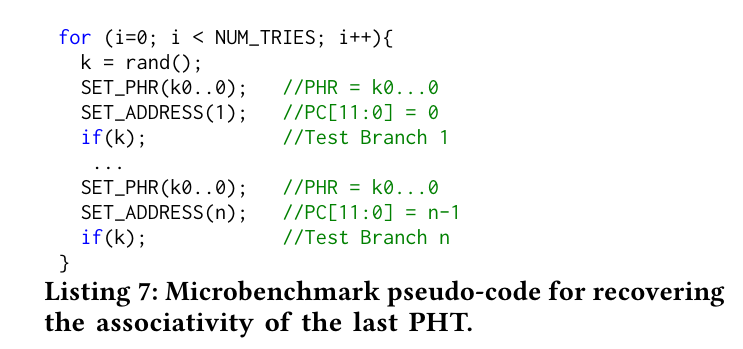 for (i=0; i < NUM_TRIES; i++){
k = rand();
SET_PHR(k0..0); //PHR = k0...0
SET_ADDRESS(1); //PC[11:0] = 0
if(k); //Test Branch 1
...
SET_PHR(k0..0); //PHR = k0...0
SET_ADDRESS(n); //PC[11:0] = n-1
if(k); //Test Branch n
}
Listing 7: Microbenchmark pseudo-code for recovering
the associativity of the last PHT.